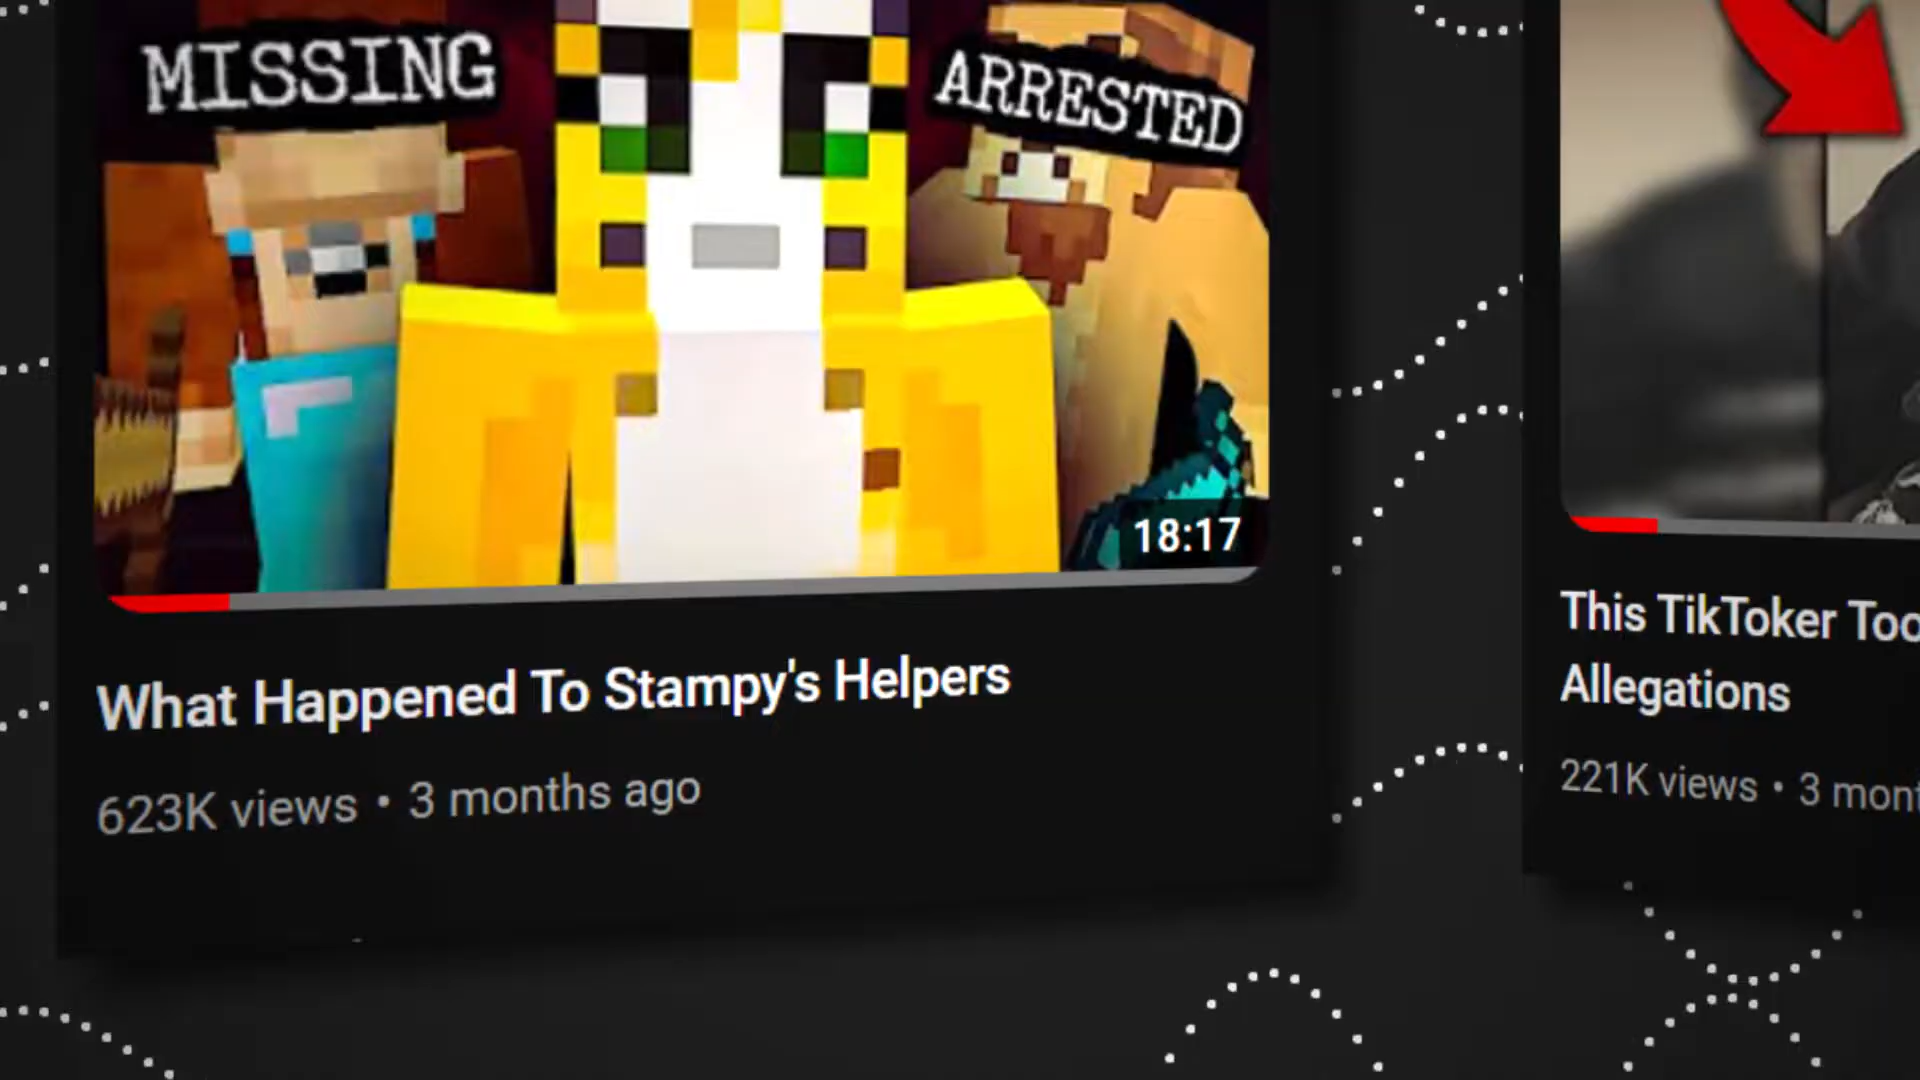 MISSING
ARRESTED
18:17
What Happened To Stampy's Helpers
623K views • 3 months ago
This TikToker
Allegations
221K views • 3